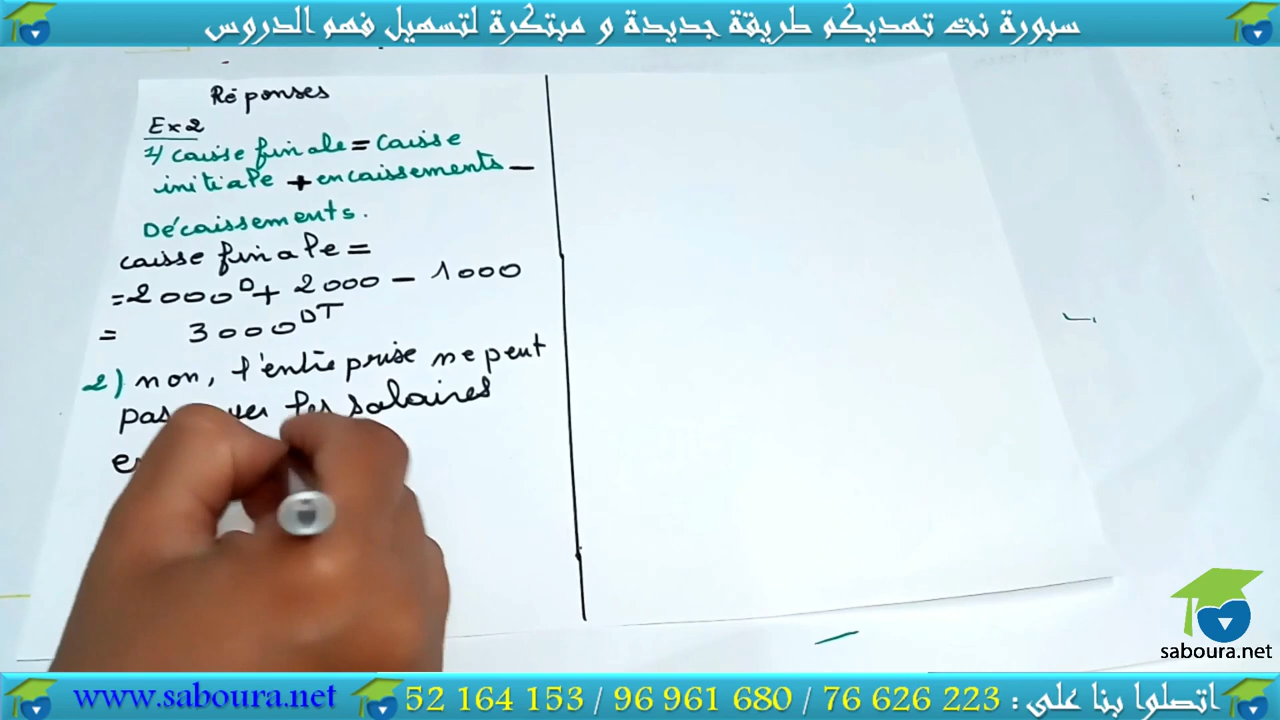 سبورة نت تهديكم طريقة جديدة و مبتكرة لتسهيل فهم الدروس
Réponses
Ex2
1) caisse finale = caisse
initiale + encaissements -
Décaissements.
caisse finale =
= 2000D + 2000 - 1000
= 3000DT
2) non, l'entreprise ne peut
pas les salaires
saboura.net
www.saboura.net
52 164 153 / 96 961 680 / 76 626 223 : اتصلوا بنا على